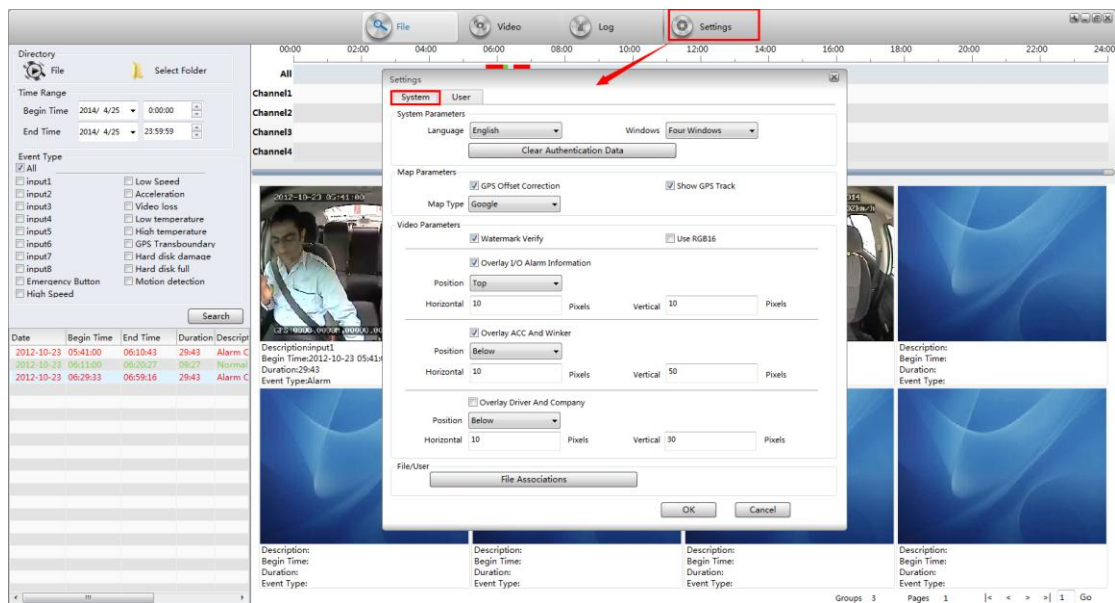 File Video Log Settings
Directory
File Select Folder
Time Range
Begin Time 2014/ 4/25 0:00:00
End Time 2014/ 4/25 23:59:59
Event Type
All
input1 Low Speed
input2 Acceleration
input3 Video loss
input4 Low temperature
input5 High temperature
input6 GPS Transboundary
input7 Hard disk damage
input8 Hard disk full
Emergency Button Motion detection
High Speed
Search
Date Begin Time End Time Duration Descript
2012-10-23 05:41:00 06:10:43 29:43 Alarm C
2012-10-23 06:11:00 06:20:27 09:27 Normal
2012-10-23 06:29:33 06:59:16 29:43 Alarm C
00:00 02:00 04:00 06:00 08:00 10:00 12:00 14:00 16:00 18:00 20:00 22:00 24:00
All
Channel1
Channel2
Channel3
Channel4
2012-10-23 05:41:00
Description:input1
Begin Time:2012-10-23 05:41:
Duration:29:43
Event Type:Alarm
Settings
System User
System Parameters
Language English Windows Four Windows
Clear Authentication Data
Map Parameters
GPS Offset Correction Show GPS Track
Map Type Google
Video Parameters
Watermark Verify Use RGB16
Overlay I/O Alarm Information
Position Top
Horizontal 10 Pixels Vertical 10 Pixels
Overlay ACC And Winker
Position Below
Horizontal 10 Pixels Vertical 50 Pixels
Overlay Driver And Company
Position Below
Horizontal 10 Pixels Vertical 30 Pixels
File/User
File Associations
OK Cancel
Description:
Begin Time:
Duration:
Event Type:
Description: Description: Description: Description:
Begin Time: Begin Time: Begin Time: Begin Time:
Duration: Duration: Duration: Duration:
Event Type: Event Type: Event Type: Event Type:
Groups 3 Pages 1 |< < > >| 1 Go